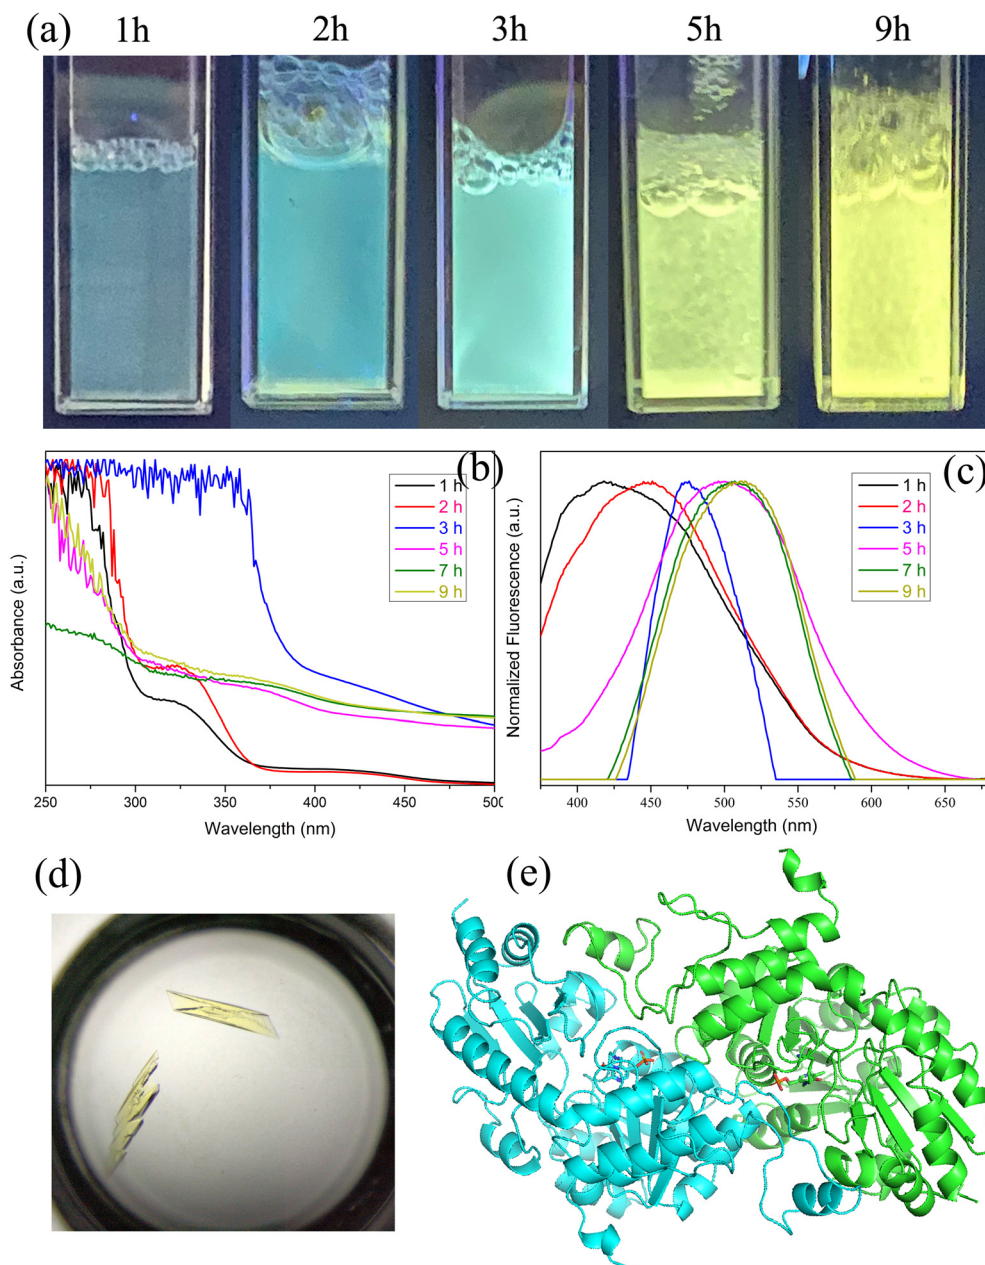 (a) 1h 2h 3h 5h 9h
(b)
1 h
2 h
3 h
5 h
7 h
9 h
Absorbance (a.u.)
250 300 350 400 450 500
Wavelength (nm)
(c)
1 h
2 h
3 h
5 h
7 h
9 h
Normalized Fluorescence (a.u.)
400 450 500 550 600 650
Wavelength (nm)
(d)
(e)